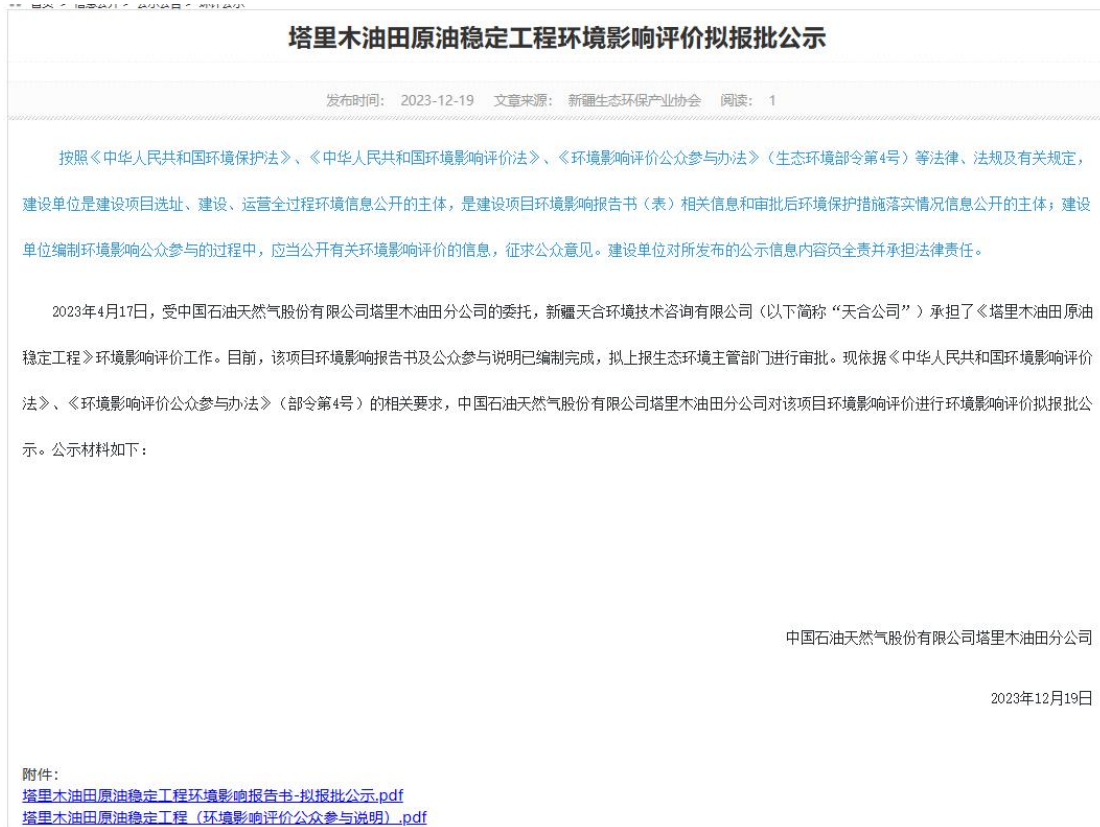 塔里木油田原油稳定工程环境影响评价拟报批公示
发布时间： 2023-12-19 文章来源： 新疆生态环保产业协会 阅读： 1
按照《中华人民共和国环境保护法》、《中华人民共和国环境影响评价法》、《环境影响评价公众参与办法》（生态环境部令第4号）等法律、法规及有关规定，
建设单位是建设项目选址、建设、运营全过程环境信息公开的主体，是建设项目环境影响报告书（表）相关信息和审批后环境保护措施落实情况信息公开的主体；建设
单位编制环境影响公众参与的过程中，应当公开有关环境影响评价的信息，征求公众意见。建设单位对所发布的公示信息内容负全责并承担法律责任。
2023年4月17日，受中国石油天然气股份有限公司塔里木油田分公司的委托，新疆天合环境技术咨询有限公司（以下简称“天合公司”）承担了《塔里木油田原油
稳定工程》环境影响评价工作。目前，该项目环境影响报告书及公众参与说明已编制完成，拟上报生态环境主管部门进行审批。现依据《中华人民共和国环境影响评价
法》、《环境影响评价公众参与办法》（部令第4号）的相关要求，中国石油天然气股份有限公司塔里木油田分公司对该项目环境影响评价进行环境影响评价拟报批公
示。公示材料如下：
中国石油天然气股份有限公司塔里木油田分公司
2023年12月19日
附件：
塔里木油田原油稳定工程环境影响报告书-拟报批公示.pdf
塔里木油田原油稳定工程（环境影响评价公众参与说明）.pdf